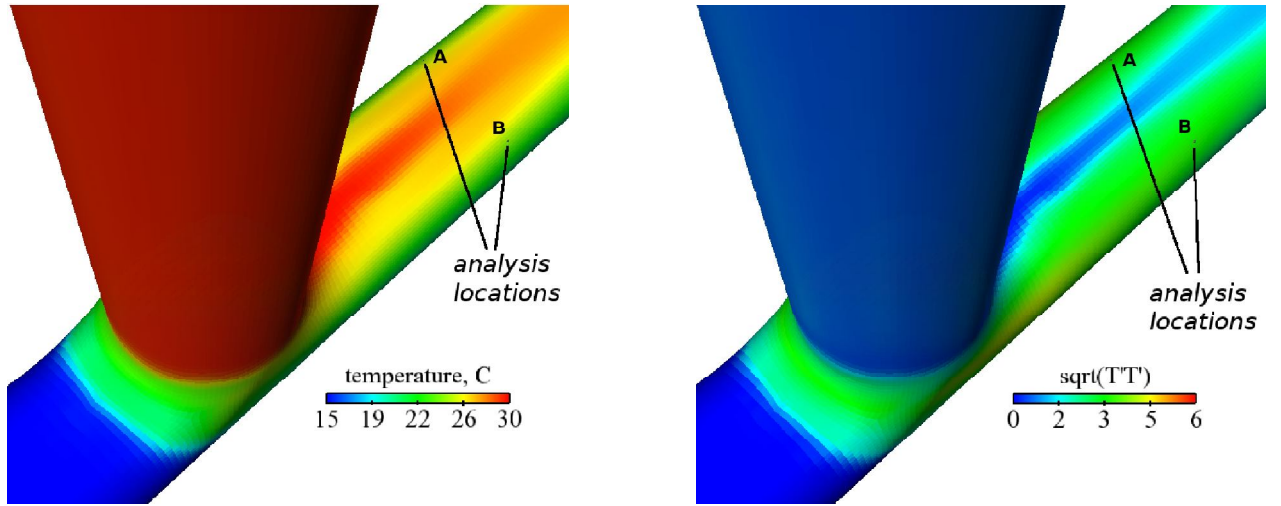 A
B
analysis
locations
temperature, C
15 19 22 26 30
A
B
analysis
locations
sqrt(T'T')
0 2 3 5 6